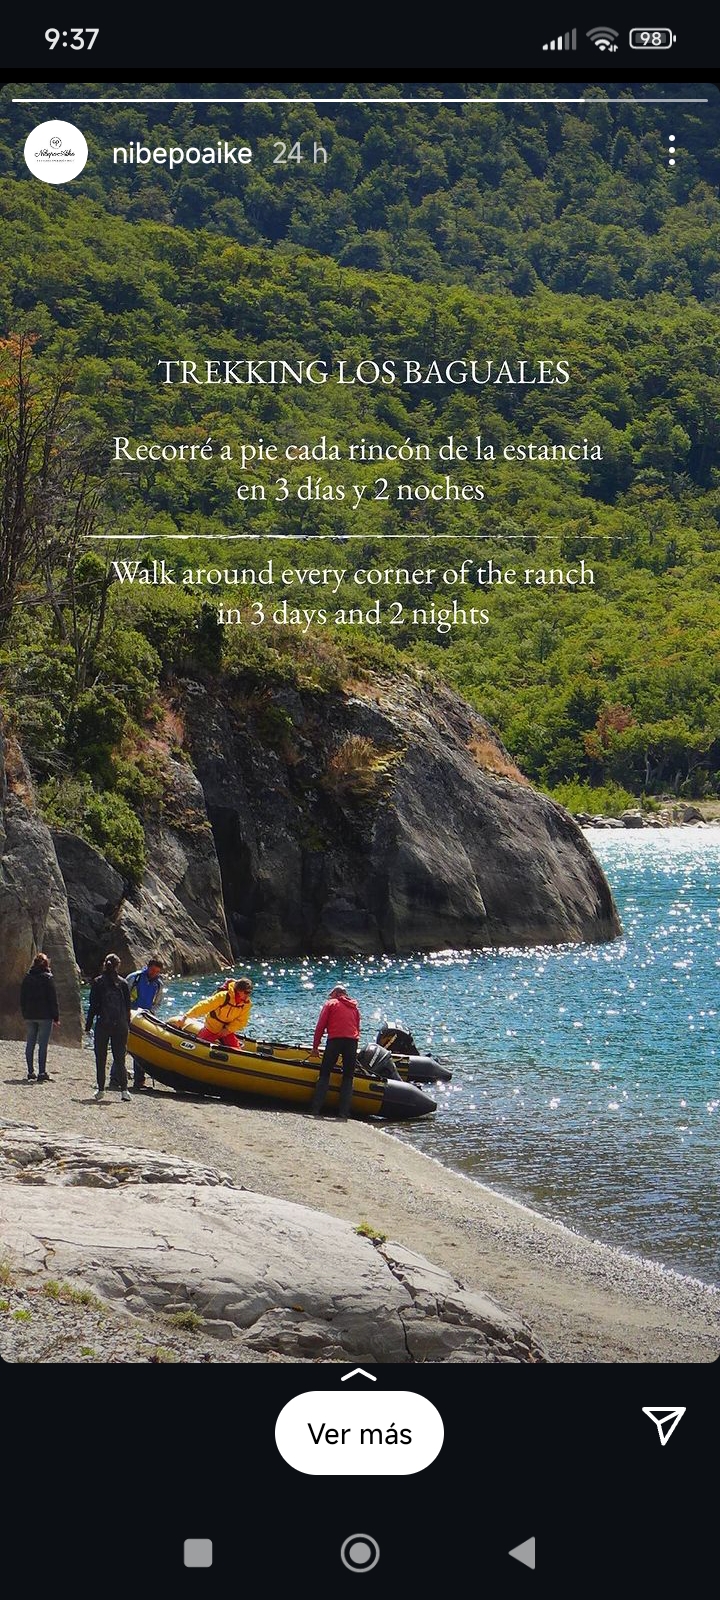 9:37
98
NibepoAike
nibepoaike 24 h
TREKKING LOS BAGUALES
Recorré a pie cada rincón de la estancia
en 3 días y 2 noches
Walk around every corner of the ranch
in 3 days and 2 nights
Ver más